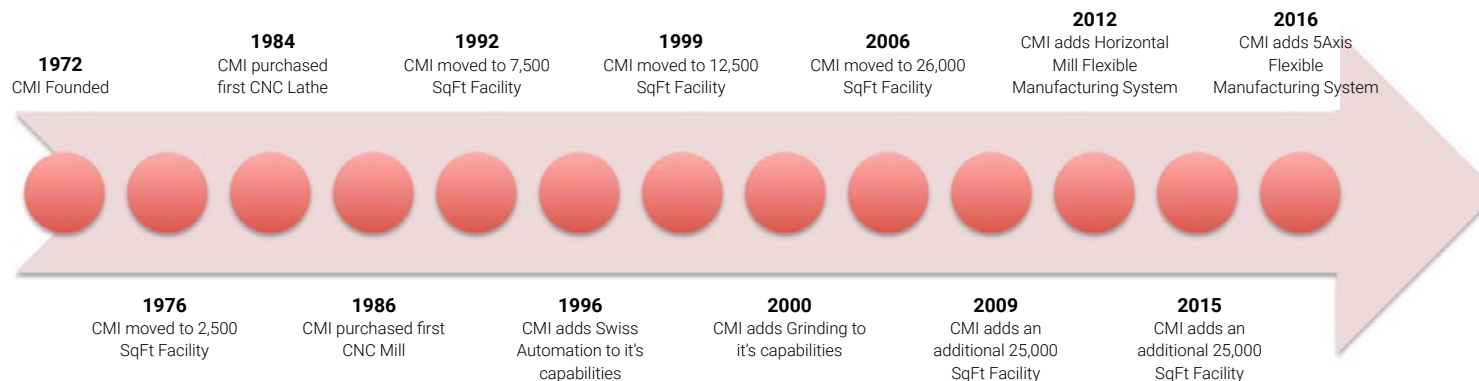 1972
CMI Founded
1984
CMI purchased
first CNC Lathe
1992
CMI moved to 7,500
SqFt Facility
1999
CMI moved to 12,500
SqFt Facility
2006
CMI moved to 26,000
SqFt Facility
2012
CMI adds Horizontal
Mill Flexible
Manufacturing System
2016
CMI adds 5Axis
Flexible
Manufacturing System
1976
CMI moved to 2,500
SqFt Facility
1986
CMI purchased first
CNC Mill
1996
CMI adds Swiss
Automation to it's
capabilities
2000
CMI adds Grinding to
it's capabilities
2009
CMI adds an
additional 25,000
SqFt Facility
2015
CMI adds an
additional 25,000
SqFt Facility